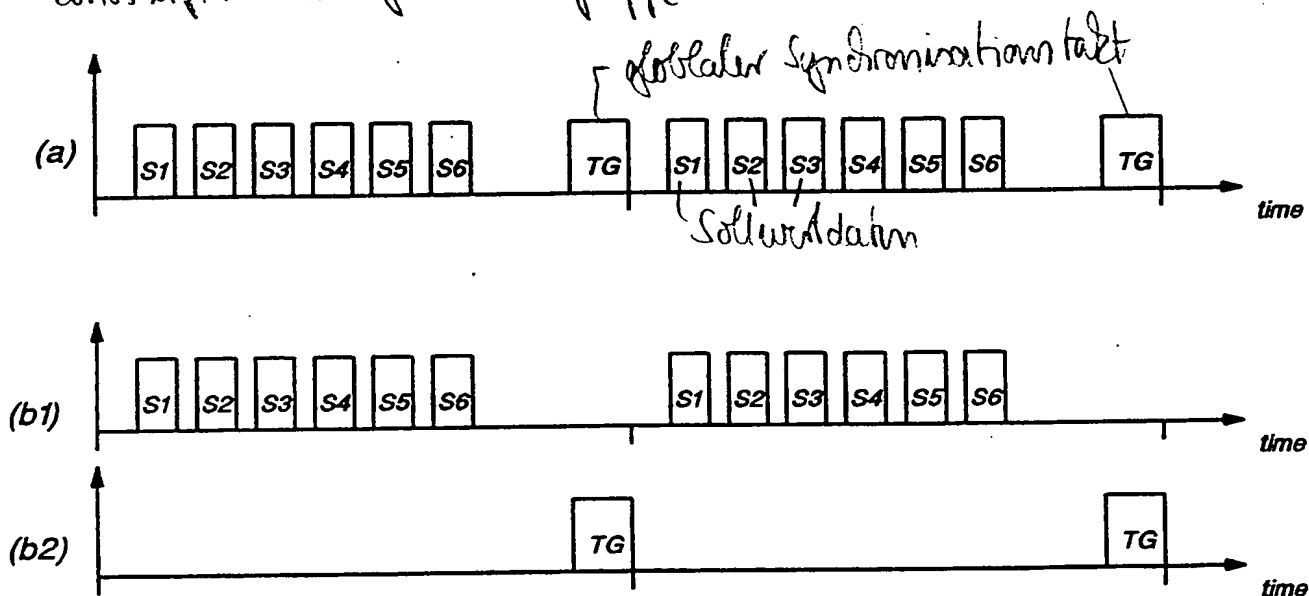 globlaler Synchronisationstakt
(a) S1 S2 S3 S4 S5 S6 TG S1 S2 S3 S4 S5 S6 TG
time
Sollwertdaten
(b1) S1 S2 S3 S4 S5 S6 S1 S2 S3 S4 S5 S6
time
(b2) TG TG
time